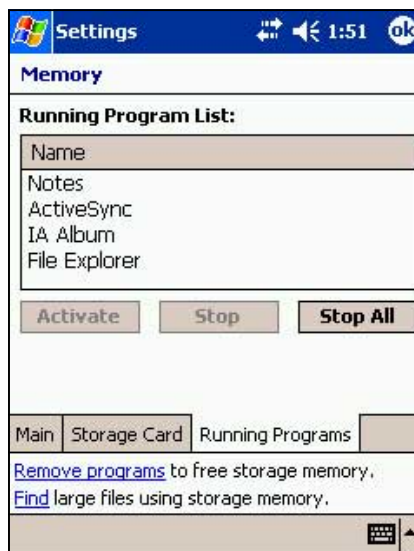 Settings 1:51 ok
Memory
Running Program List:
Name
Notes
ActiveSync
IA Album
File Explorer
Activate Stop Stop All
Main Storage Card Running Programs
Remove programs to free storage memory.
Find large files using storage memory.